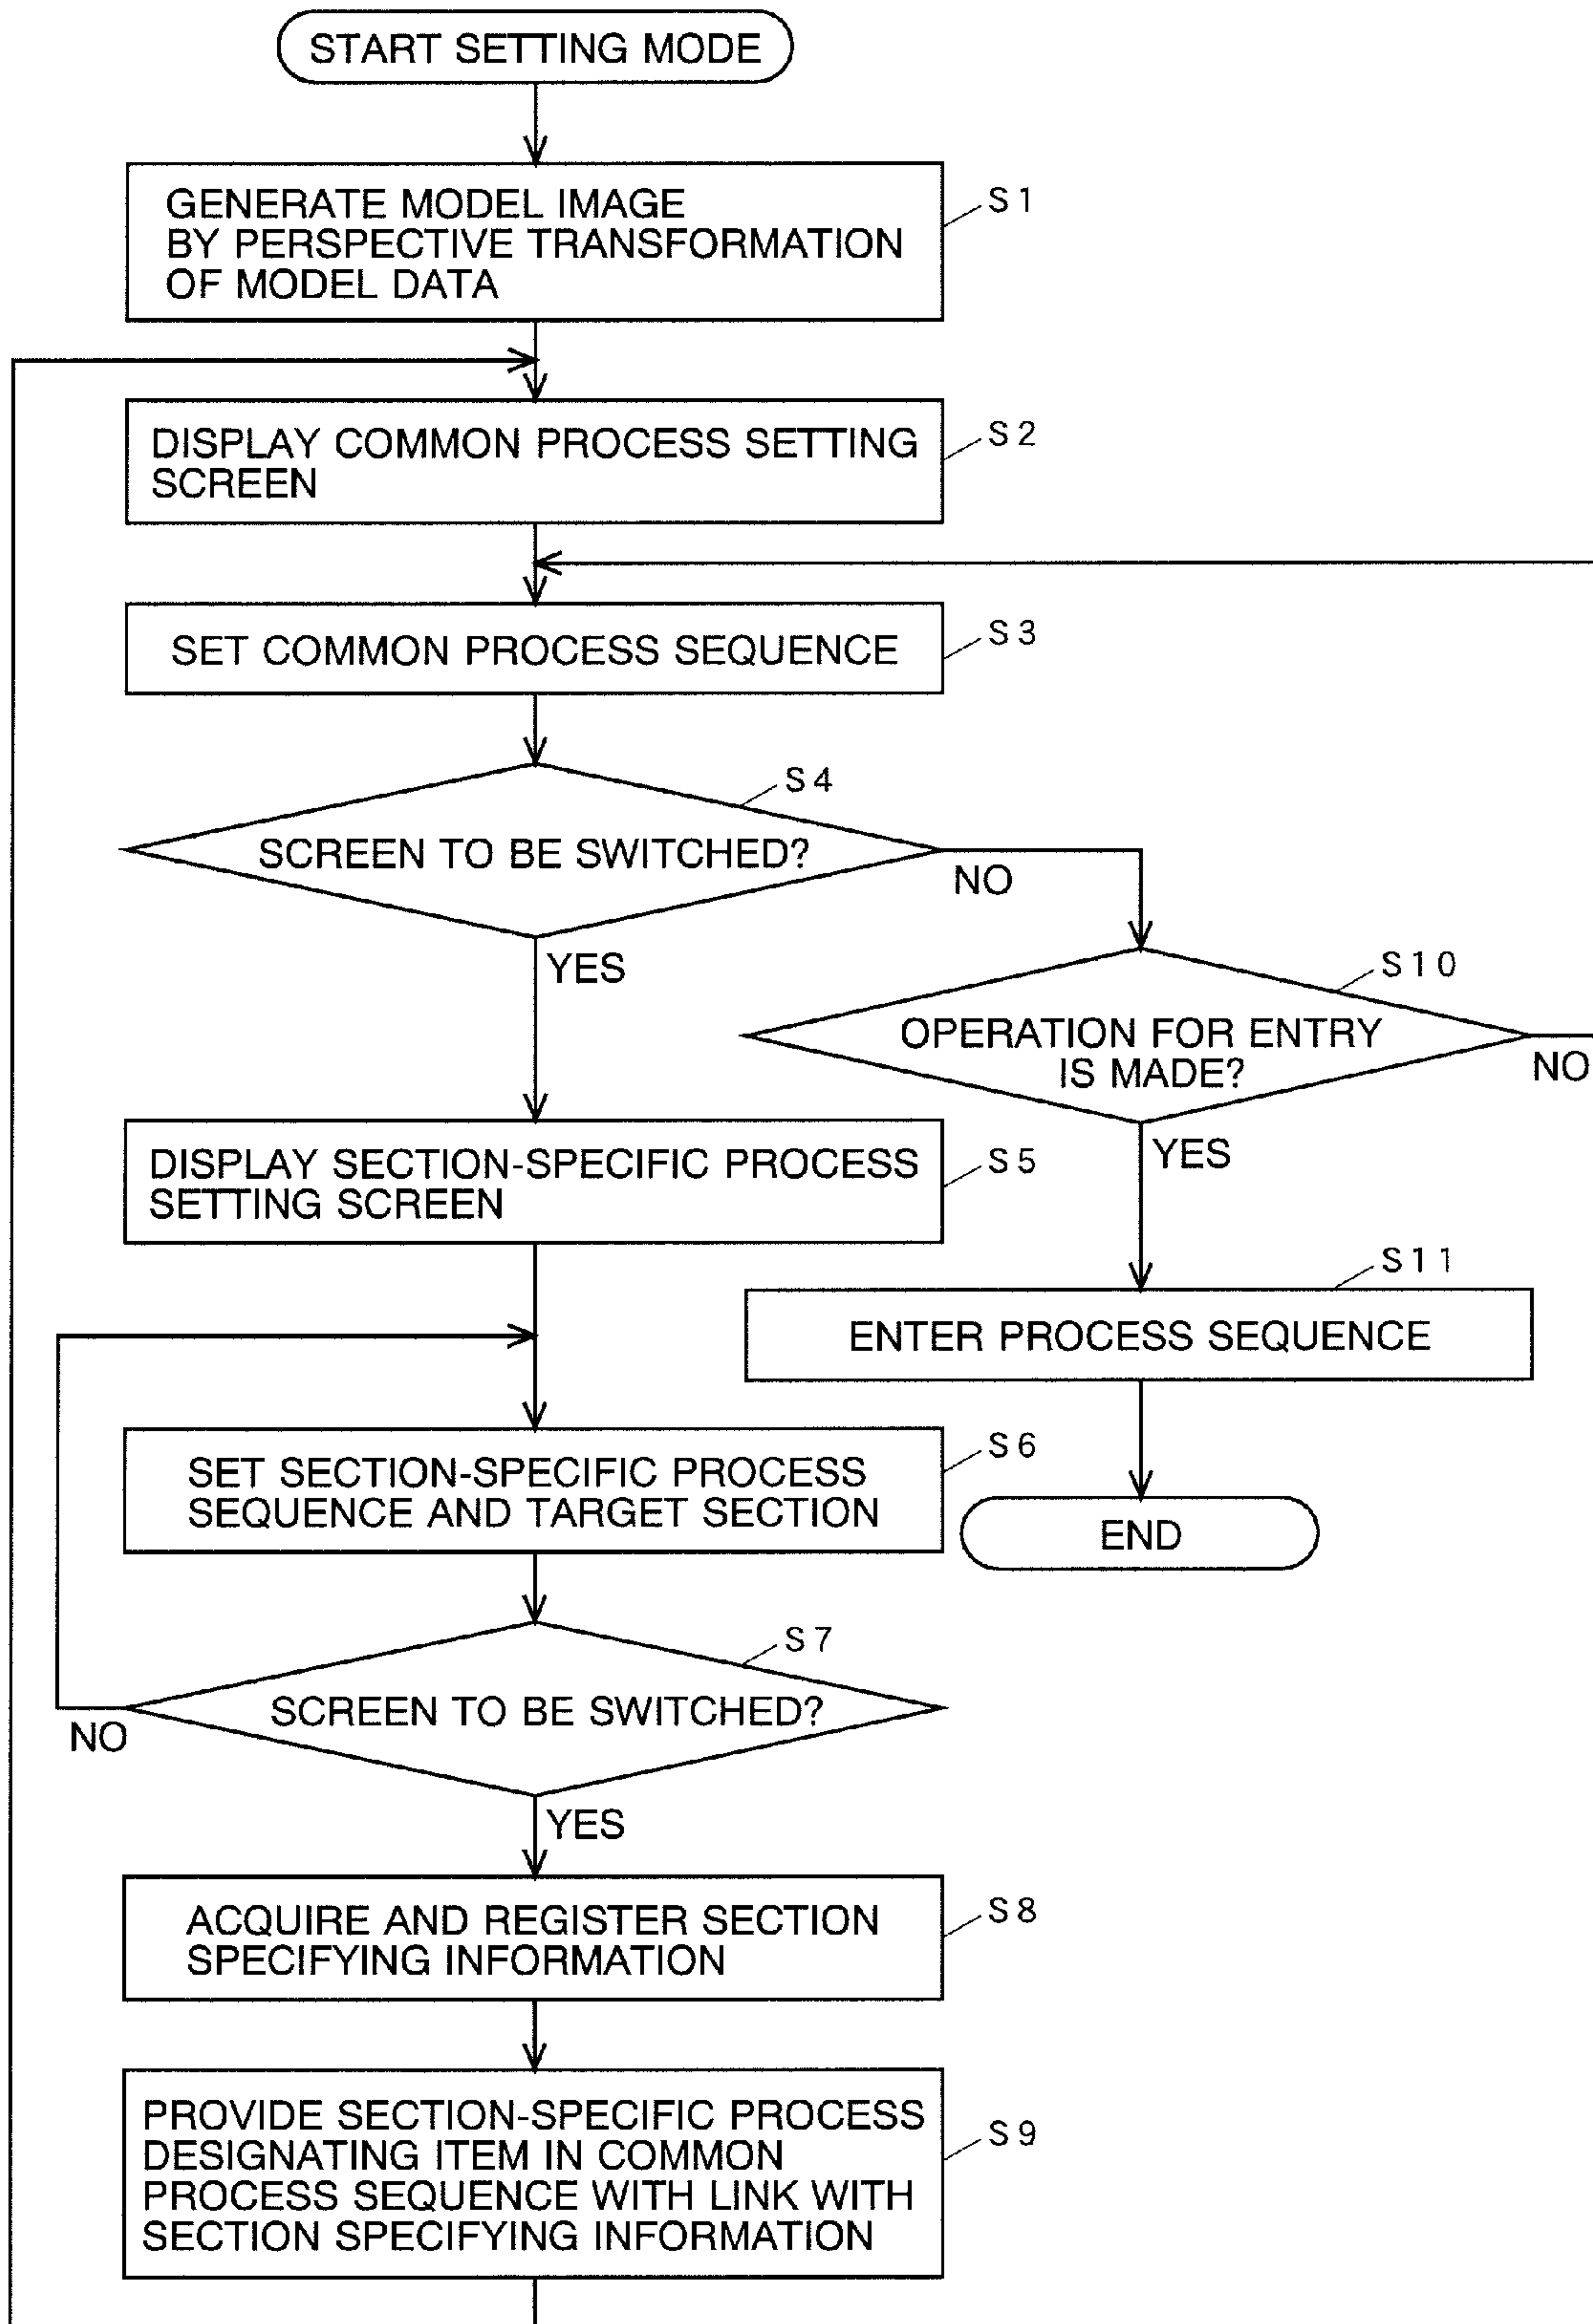 START SETTING MODE
GENERATE MODEL IMAGE
BY PERSPECTIVE TRANSFORMATION
OF MODEL DATA
S1
DISPLAY COMMON PROCESS SETTING
SCREEN
S2
SET COMMON PROCESS SEQUENCE
S3
SCREEN TO BE SWITCHED?
S4
NO
YES
OPERATION FOR ENTRY
IS MADE?
S10
NO
YES
DISPLAY SECTION-SPECIFIC PROCESS
SETTING SCREEN
S5
ENTER PROCESS SEQUENCE
S11
SET SECTION-SPECIFIC PROCESS
SEQUENCE AND TARGET SECTION
S6
END
SCREEN TO BE SWITCHED?
S7
NO
YES
ACQUIRE AND REGISTER SECTION
SPECIFYING INFORMATION
S8
PROVIDE SECTION-SPECIFIC PROCESS
DESIGNATING ITEM IN COMMON
PROCESS SEQUENCE WITH LINK WITH
SECTION SPECIFYING INFORMATION
S9